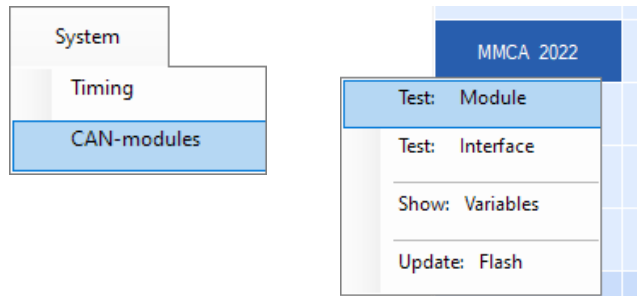 System
Timing
CAN-modules
MMCA 2022
Test: Module
Test: Interface
Show: Variables
Update: Flash